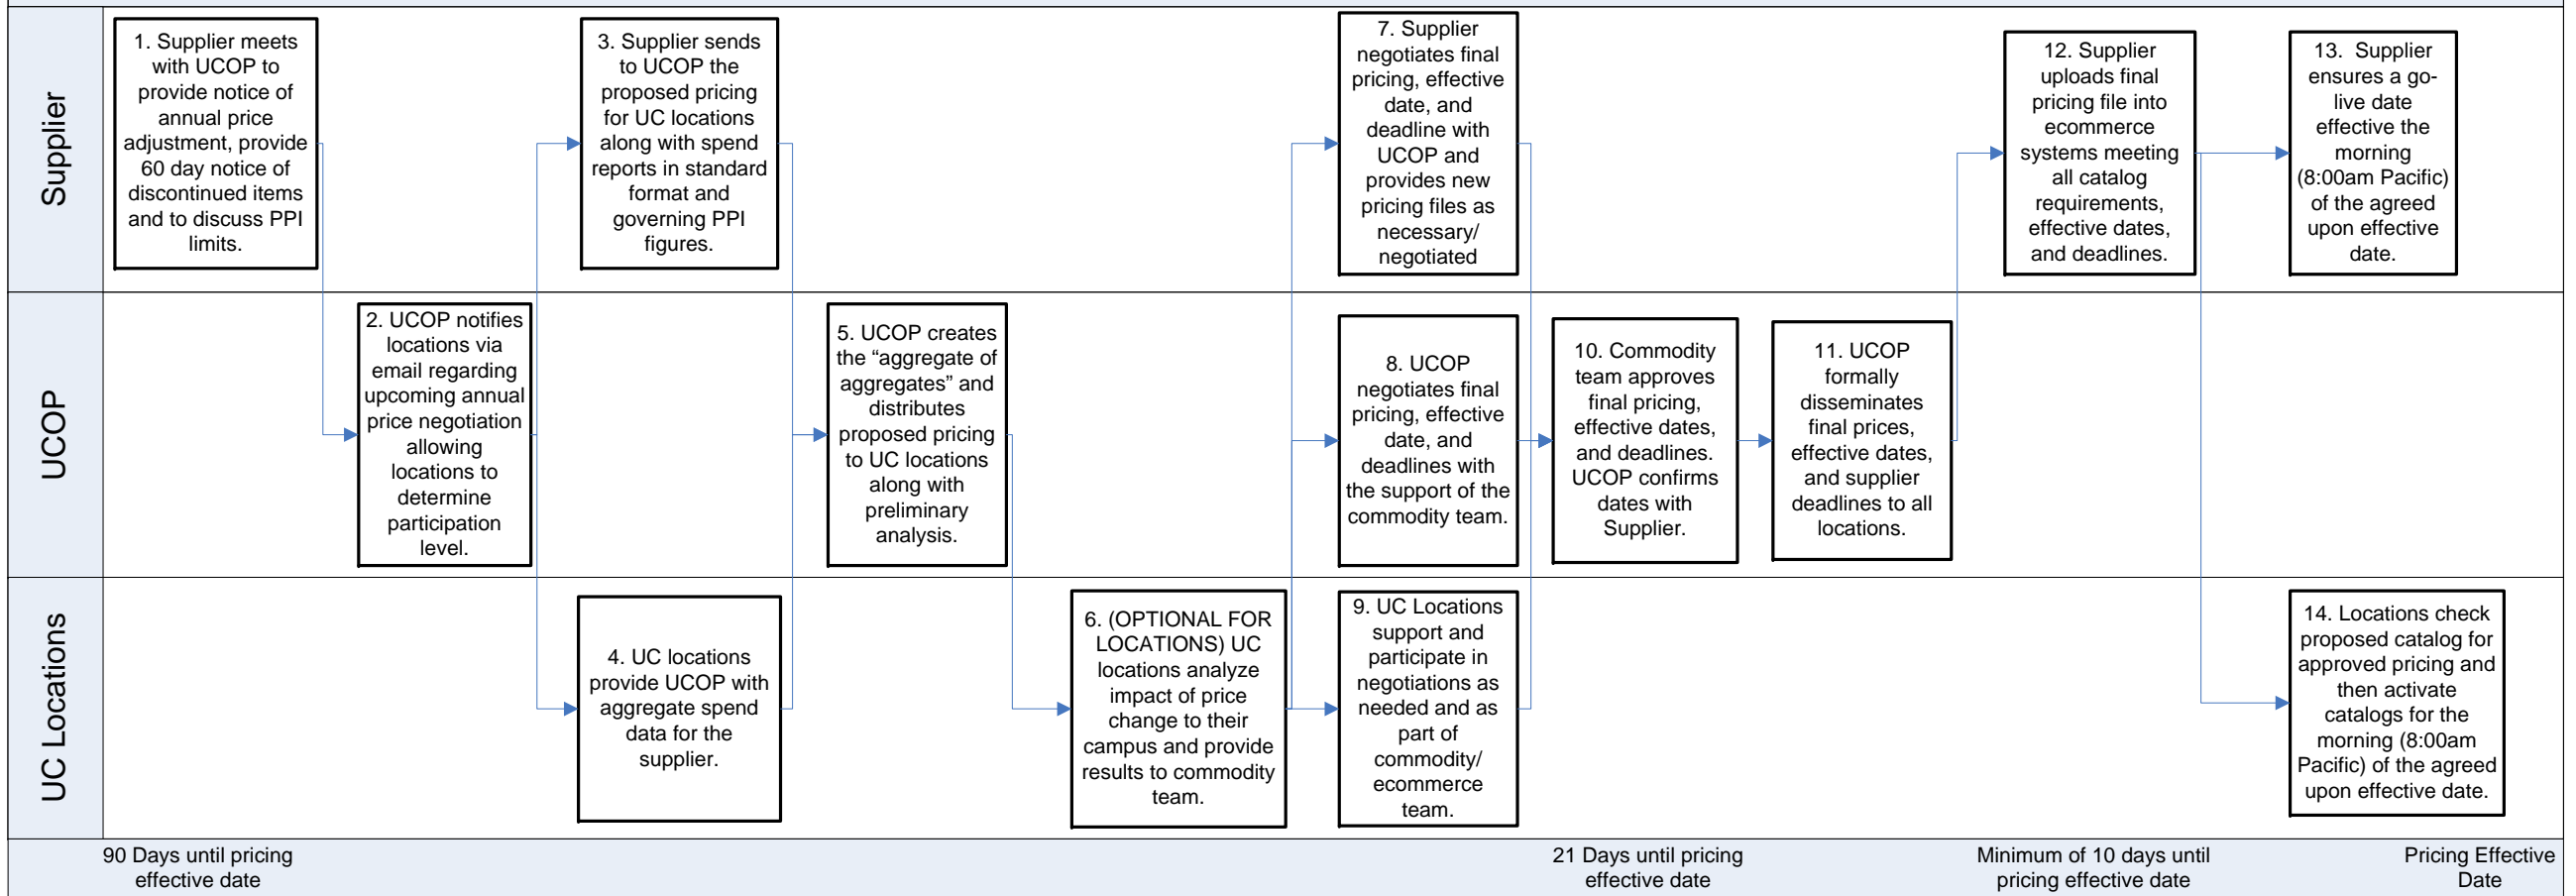 Supplier
1. Supplier meets
with UCOP to
provide notice of
annual price
adjustment, provide
60 day notice of
discontinued items
and to discuss PPI
limits.
3. Supplier sends
to UCOP the
proposed pricing
for UC locations
along with spend
reports in standard
format and
governing PPI
figures.
7. Supplier
negotiates final
pricing, effective
date, and
deadline with
UCOP and
provides new
pricing files as
necessary/
negotiated
12. Supplier
uploads final
pricing file into
ecommerce
systems meeting
all catalog
requirements,
effective dates,
and deadlines.
13.  Supplier
ensures a go-
live date
effective the
morning
(8:00am Pacific)
of the agreed
upon effective
date.
UCOP
2. UCOP notifies
locations via
email regarding
upcoming annual
price negotiation
allowing
locations to
determine
participation
level.
5. UCOP creates
the “aggregate of
aggregates” and
distributes
proposed pricing
to UC locations
along with
preliminary
analysis.
8. UCOP
negotiates final
pricing, effective
date, and
deadlines with
the support of the
commodity team.
10. Commodity
team approves
final pricing,
effective dates,
and deadlines.
UCOP confirms
dates with
Supplier.
11. UCOP
formally
disseminates
final prices,
effective dates,
and supplier
deadlines to all
locations.
UC Locations
4. UC locations
provide UCOP with
aggregate spend
data for the
supplier.
6. (OPTIONAL FOR
LOCATIONS) UC
locations analyze
impact of price
change to their
campus and provide
results to commodity
team.
9. UC Locations
support and
participate in
negotiations as
needed and as
part of
commodity/
ecommerce
team.
14. Locations check
proposed catalog for
approved pricing and
then activate
catalogs for the
morning (8:00am
Pacific) of the agreed
upon effective date.
90 Days until pricing
effective date
21 Days until pricing
effective date
Minimum of 10 days until
pricing effective date
Pricing Effective
Date